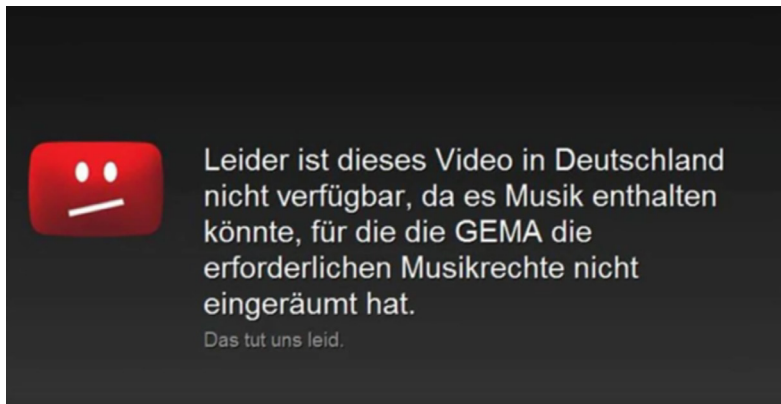 Leider ist dieses Video in Deutschland
nicht verfügbar, da es Musik enthalten
könnte, für die die GEMA die
erforderlichen Musikrechte nicht
eingeräumt hat.
Das tut uns leid.